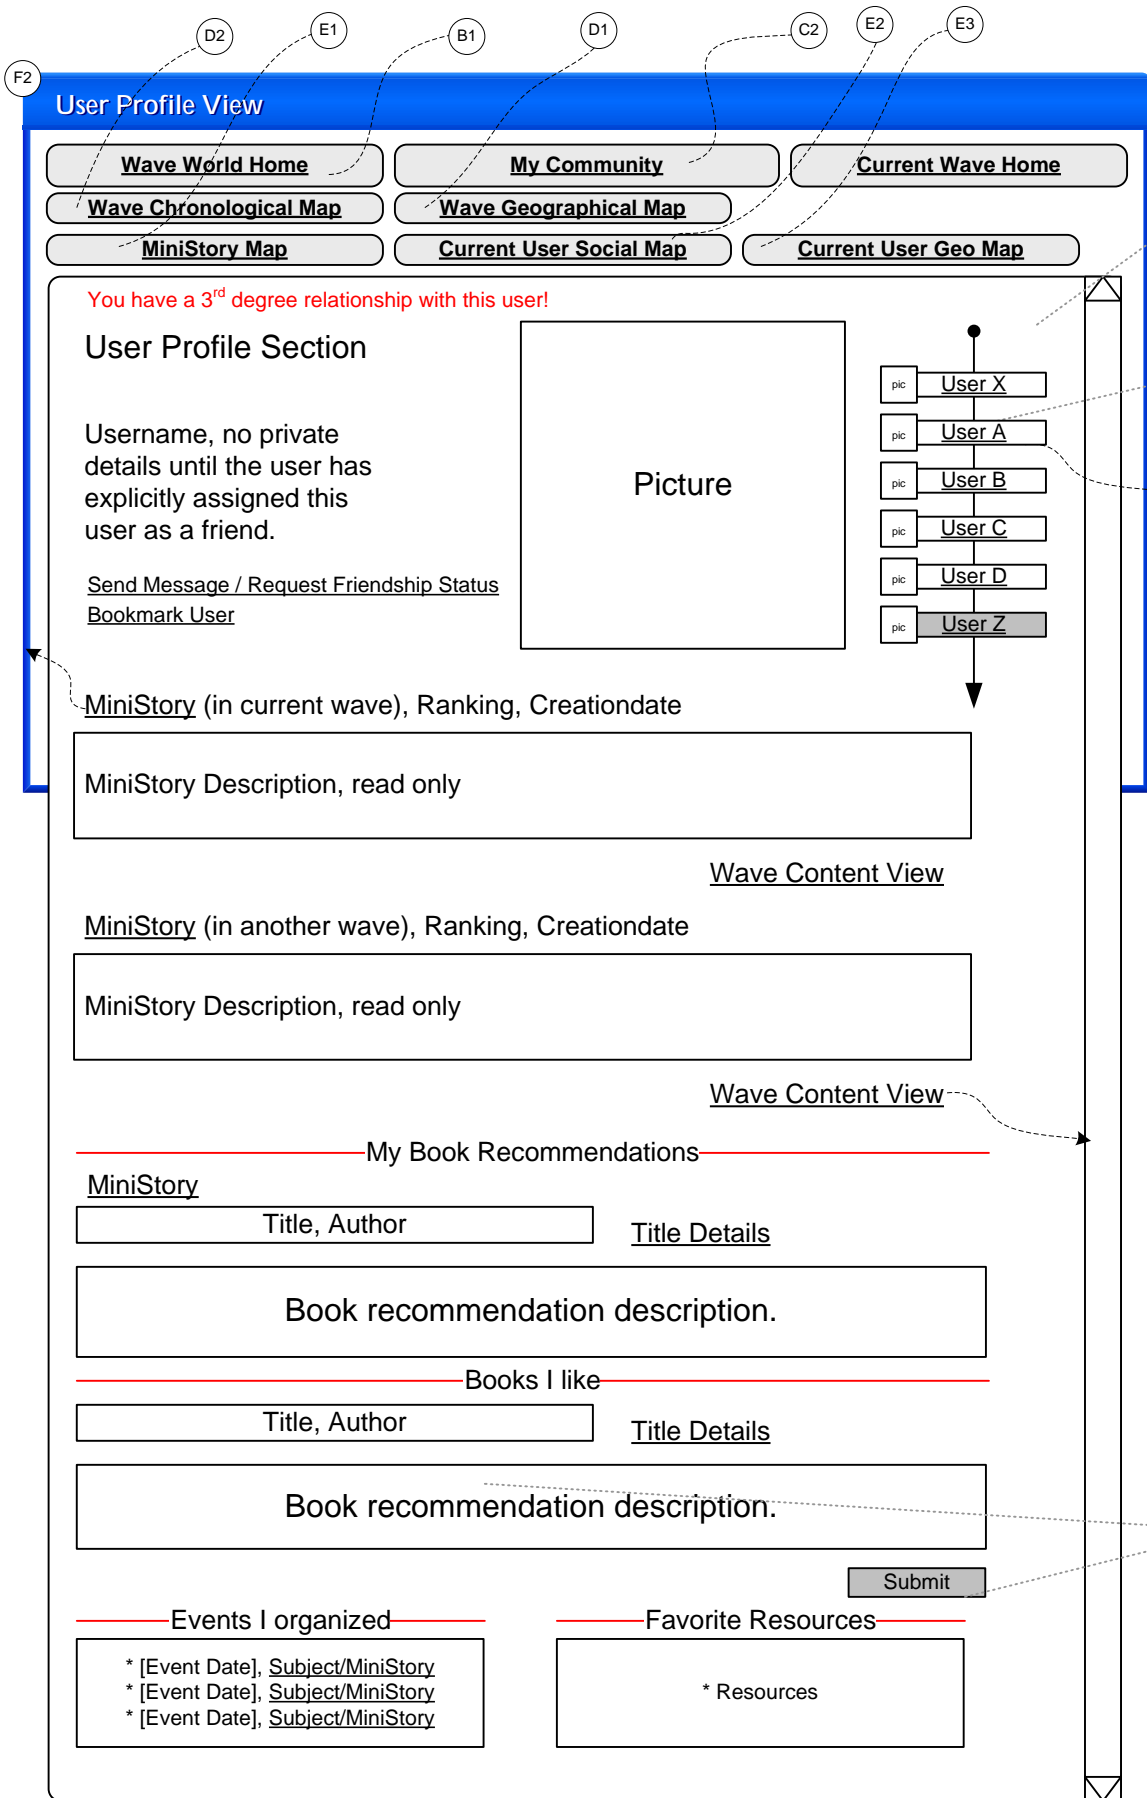 D2
E1
B1
D1
C2
E2
E3
F2
User Profile View
Wave World Home
My Community
Current Wave Home
Wave Chronological Map
Wave Geographical Map
MiniStory Map
Current User Social Map
Current User Geo Map
You have a 3rd degree relationship with this user!
User Profile Section
Username, no private
details until the user has
explicitly assigned this
user as a friend.
Send Message / Request Friendship Status
Bookmark User
Picture
pic
User X
pic
User A
pic
User B
pic
User C
pic
User D
pic
User Z
MiniStory (in current wave), Ranking, Creationdate
MiniStory Description, read only
Wave Content View
MiniStory (in another wave), Ranking, Creationdate
MiniStory Description, read only
Wave Content View
My Book Recommendations
MiniStory
Title, Author
Title Details
Book recommendation description.
Books I like
Title, Author
Title Details
Book recommendation description.
Submit
Events I organized
* [Event Date], Subject/MiniStory
* [Event Date], Subject/MiniStory
* [Event Date], Subject/MiniStory
Favorite Resources
* Resources